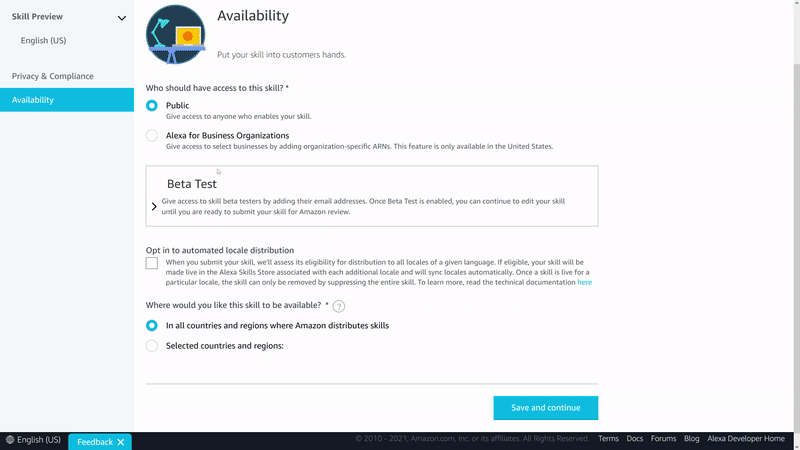 Skill Preview
English (US)
Privacy & Compliance
Availability
Availability
Put your skill into customers hands.
Who should have access to this skill? *
Public
Give access to anyone who enables your skill.
Alexa for Business Organizations
Give access to select businesses by adding organization-specific ARNs. This feature is only available in the United States.
Beta Test
Give access to skill beta testers by adding their email addresses. Once Beta Test is enabled, you can continue to edit your skill
until you are ready to submit your skill for Amazon review.
Opt in to automated locale distribution
When you submit your skill, we'll assess its eligibility for distribution to all locales of a given language. If eligible, your skill will be
made live in the Alexa Skills Store associated with each additional locale and will sync locales automatically. Once a skill is live for a
particular locale, the skill can only be removed by suppressing the entire skill. To learn more, read the technical documentation here
Where would you like this skill to be available? * ?
In all countries and regions where Amazon distributes skills
Selected countries and regions:
Save and continue
English (US)
Feedback
© 2010 - 2021, Amazon.com, Inc. or its affiliates. All Rights Reserved.
Terms Docs Forums Blog Alexa Developer Home